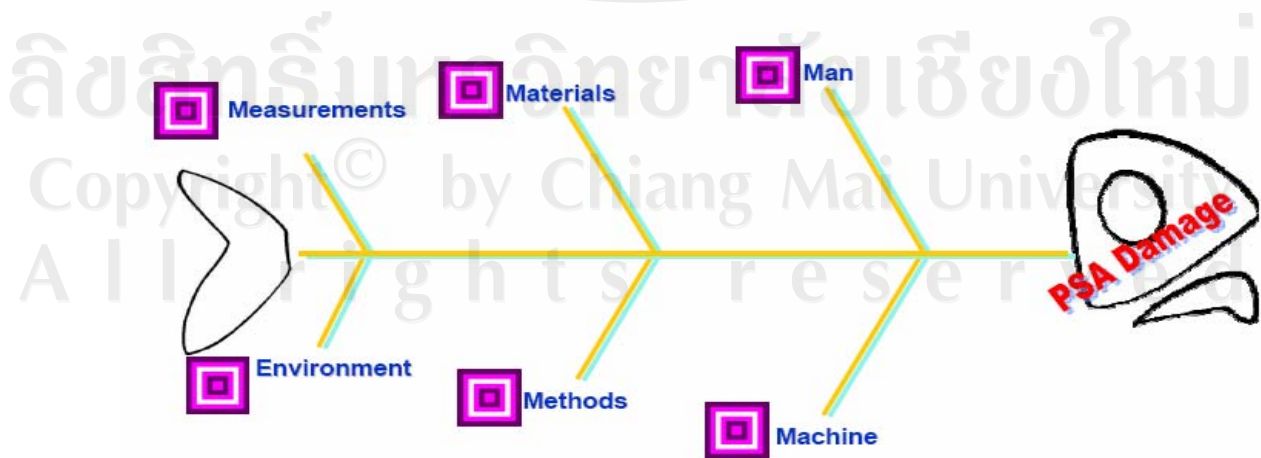 ลิขสิทธิ์มหาวิทยาลัยเชียงใหม่
Copyright© by Chiang Mai University
All rights reserved
Measurements
Materials
Man
PSA Damage
Environment
Methods
Machine